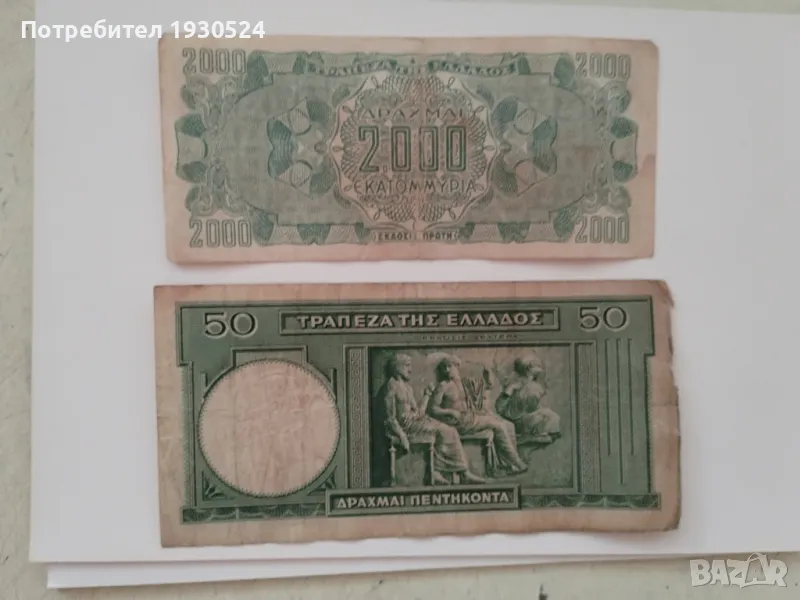 Потребител 1930524
2000 2000
ΤΡΑΠΕΖΑ ΤΗΣ ΕΛΛΑΔΟΣ
ΔΡΑΧΜΑΙ
2.000
ΕΚΑΤΟΜΜΥΡΙΑ
2000 2000
ΕΚΔΟΣΙΣ ΠΡΩΤΗ
50 ΤΡΑΠΕΖΑ ΤΗΣ ΕΛΛΑΔΟΣ 50
ΔΡΑΧΜΑΙ ΠΕΝΤΗΚΟΝΤΑ
BAZAR